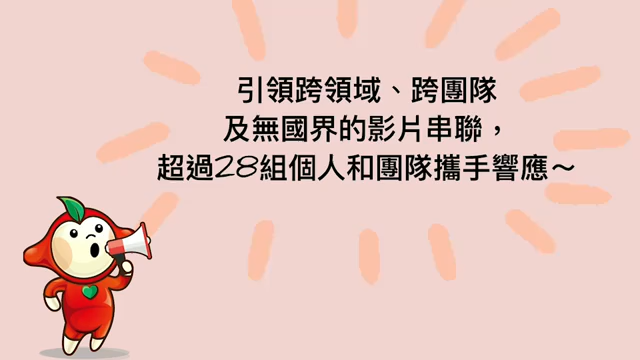 引領跨領域、跨團隊
及無國界的影片串聯，
超過28組個人和團隊攜手響應～